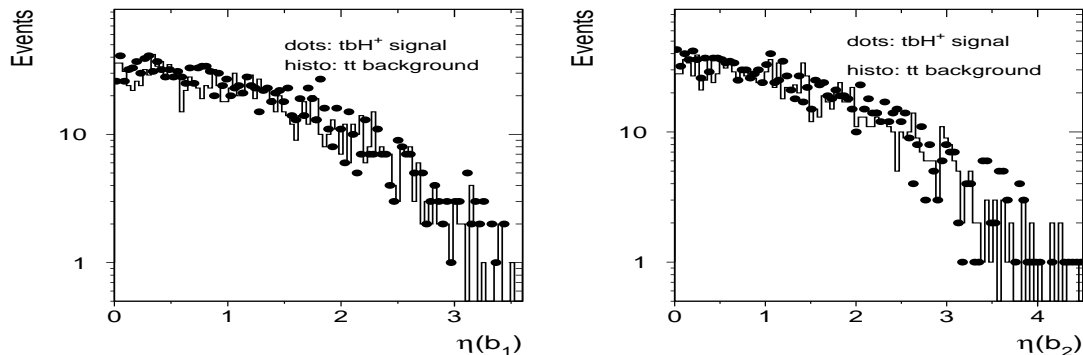 Events
dots: tbH⁺ signal
histo: tt background
10
1
0
1
2
3
η(b₁)
Events
dots: tbH⁺ signal
histo: tt background
10
1
0
1
2
3
4
η(b₂)